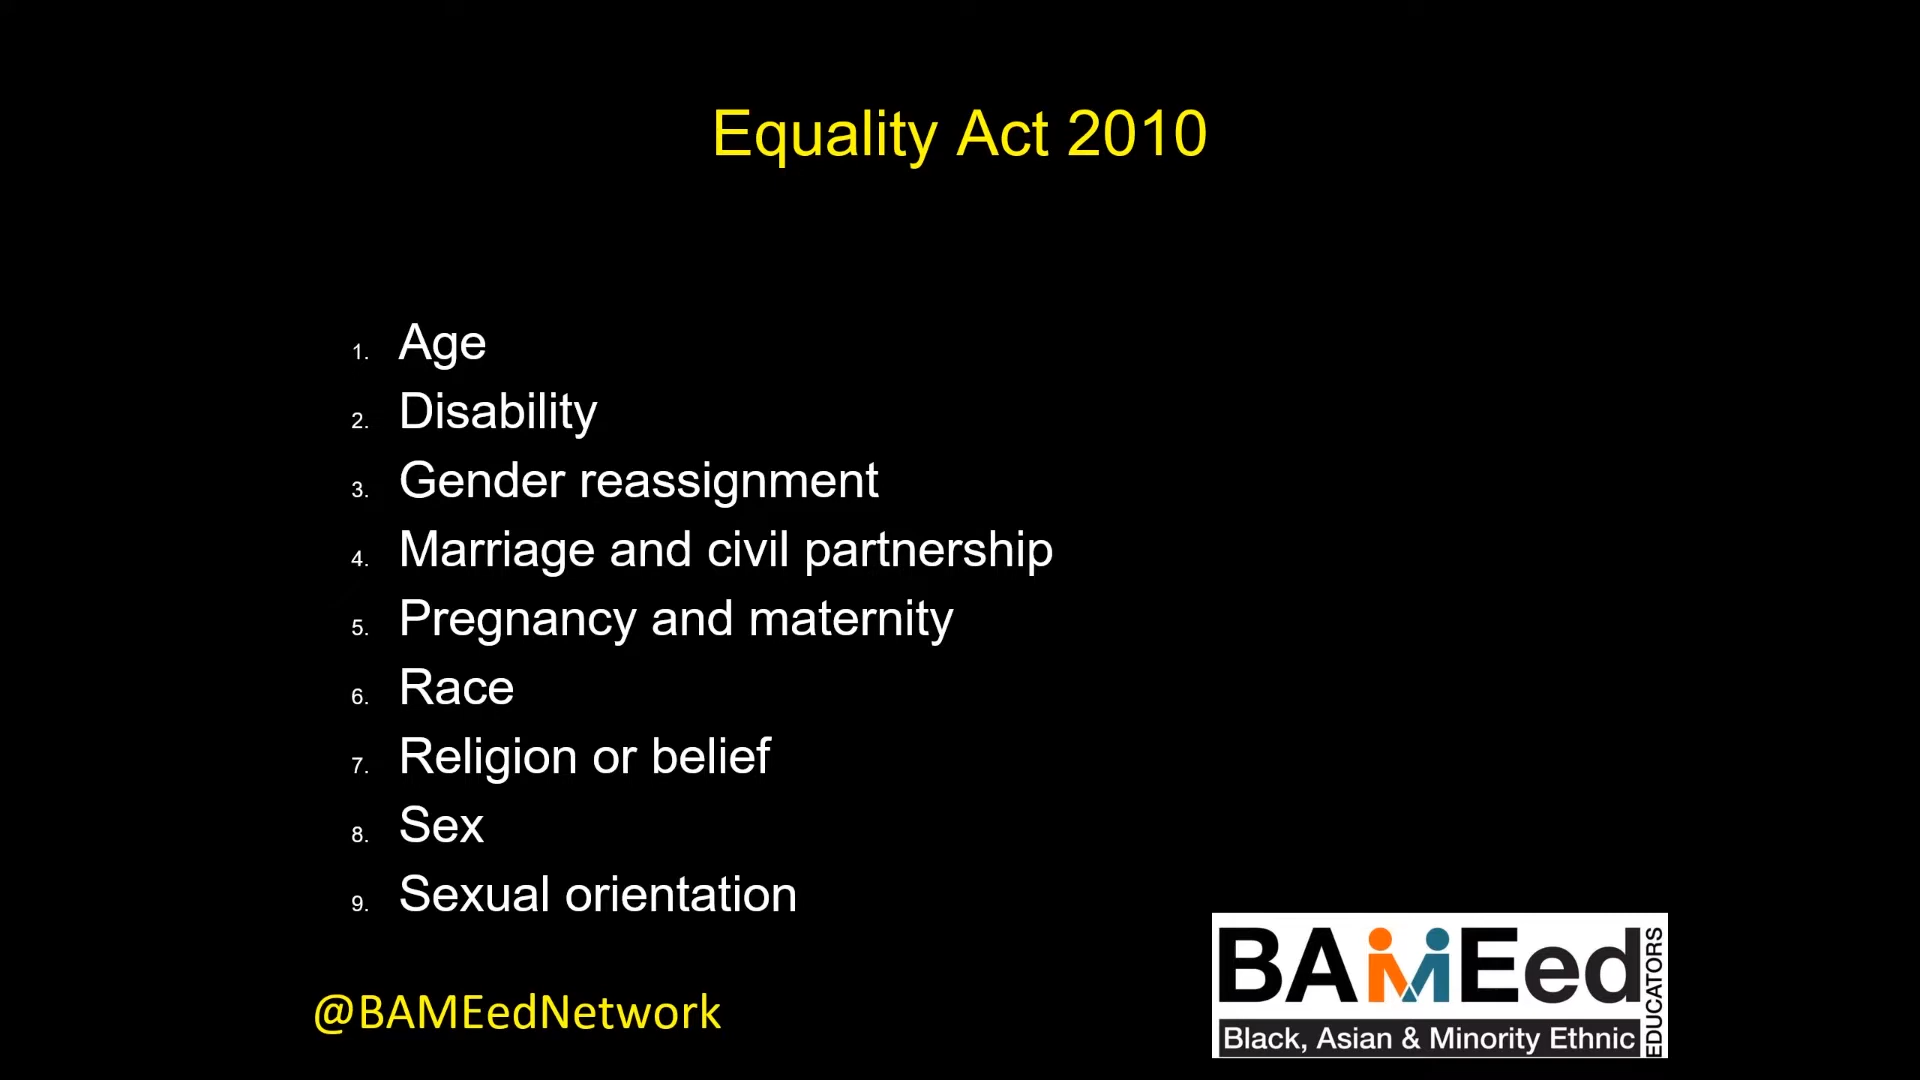 Equality Act 2010
1. Age
2. Disability
3. Gender reassignment
4. Marriage and civil partnership
5. Pregnancy and maternity
6. Race
7. Religion or belief
8. Sex
9. Sexual orientation
@BAMEedNetwork
BAMEed
EDUCATORS
Black, Asian & Minority Ethnic